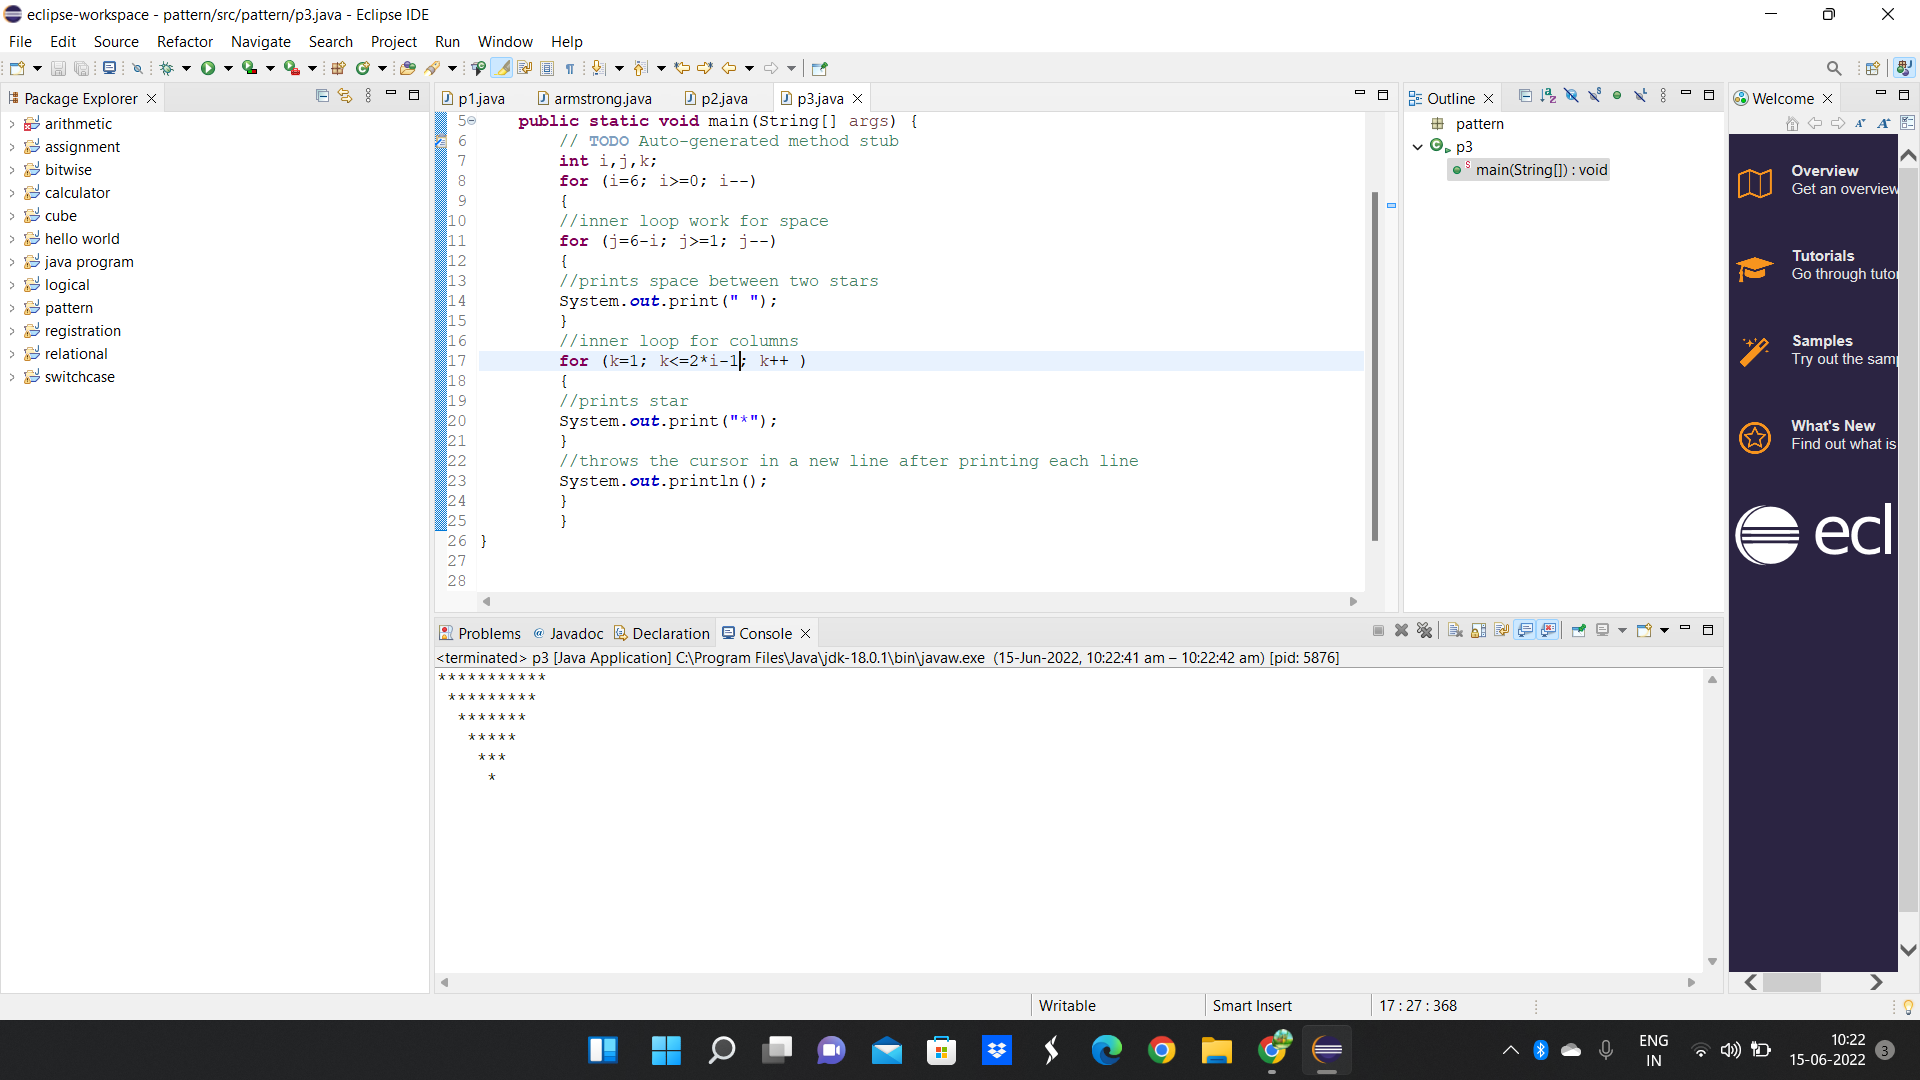 eclipse-workspace - pattern/src/pattern/p3.java - Eclipse IDE
File Edit Source Refactor Navigate Search Project Run Window Help
Package Explorer
arithmetic
assignment
bitwise
calculator
cube
hello world
java program
logical
pattern
registration
relational
switchcase
p1.java armstrong.java p2.java p3.java
5 public static void main(String[] args) {
6 // TODO Auto-generated method stub
7 int i,j,k;
8 for (i=6; i>=0; i--)
9 {
10 //inner loop work for space
11 for (j=6-i; j>=1; j--)
12 {
13 //prints space between two stars
14 System.out.print(" ");
15 }
16 //inner loop for columns
17 for (k=1; k<=2*i-1; k++ )
18 {
19 //prints star
20 System.out.print("*");
21 }
22 //throws the cursor in a new line after printing each line
23 System.out.println();
24 }
25 }
26 }
27
28
Outline
pattern
p3
main(String[]) : void
Welcome
Overview
Get an overview
Tutorials
Go through tutor
Samples
Try out the sam
What's New
Find out what is
ecl
Problems Javadoc Declaration Console
<terminated> p3 [Java Application] C:\Program Files\Java\jdk-18.0.1\bin\javaw.exe (15-Jun-2022, 10:22:41 am – 10:22:42 am) [pid: 5876]
***********
 *********
  *******
   *****
    ***
     *
Writable Smart Insert 17 : 27 : 368
ENG
IN
10:22
15-06-2022
3